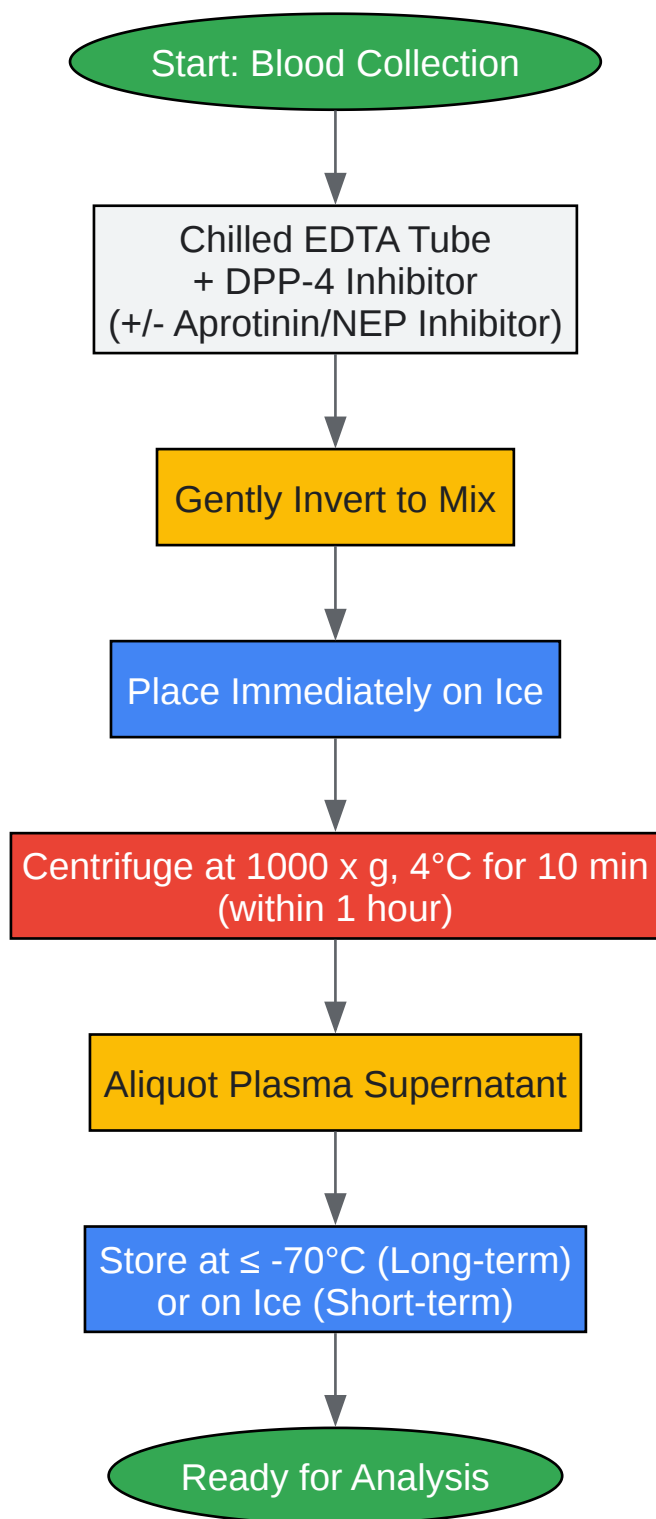 Start: Blood Collection
Chilled EDTA Tube
+ DPP-4 Inhibitor
(+/- Aprotinin/NEP Inhibitor)
Gently Invert to Mix
Place Immediately on Ice
Centrifuge at 1000 x g, 4°C for 10 min
(within 1 hour)
Aliquot Plasma Supernatant
Store at ≤ -70°C (Long-term)
or on Ice (Short-term)
Ready for Analysis